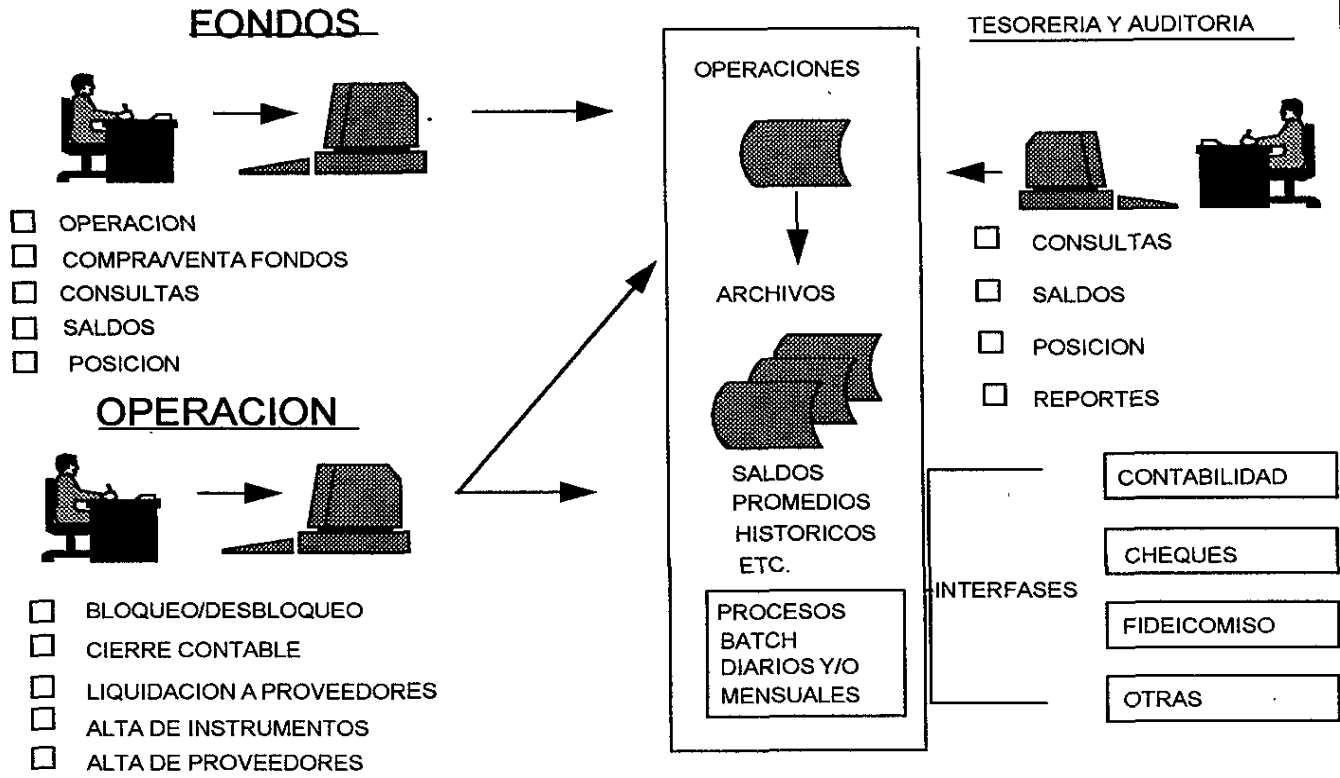 FONDOS
OPERACION
COMPRA/VENTA FONDOS
CONSULTAS
SALDOS
POSICION
OPERACION
BLOQUEO/DESBLOQUEO
CIERRE CONTABLE
LIQUIDACION A PROVEEDORES
ALTA DE INSTRUMENTOS
ALTA DE PROVEEDORES
OPERACIONES
ARCHIVOS
SALDOS
PROMEDIOS
HISTORICOS
ETC.
PROCESOS
BATCH
DIARIOS Y/O
MENSUALES
TESORERIA Y AUDITORIA
CONSULTAS
SALDOS
POSICION
REPORTES
INTERFASES
CONTABILIDAD
CHEQUES
FIDEICOMISO
OTRAS